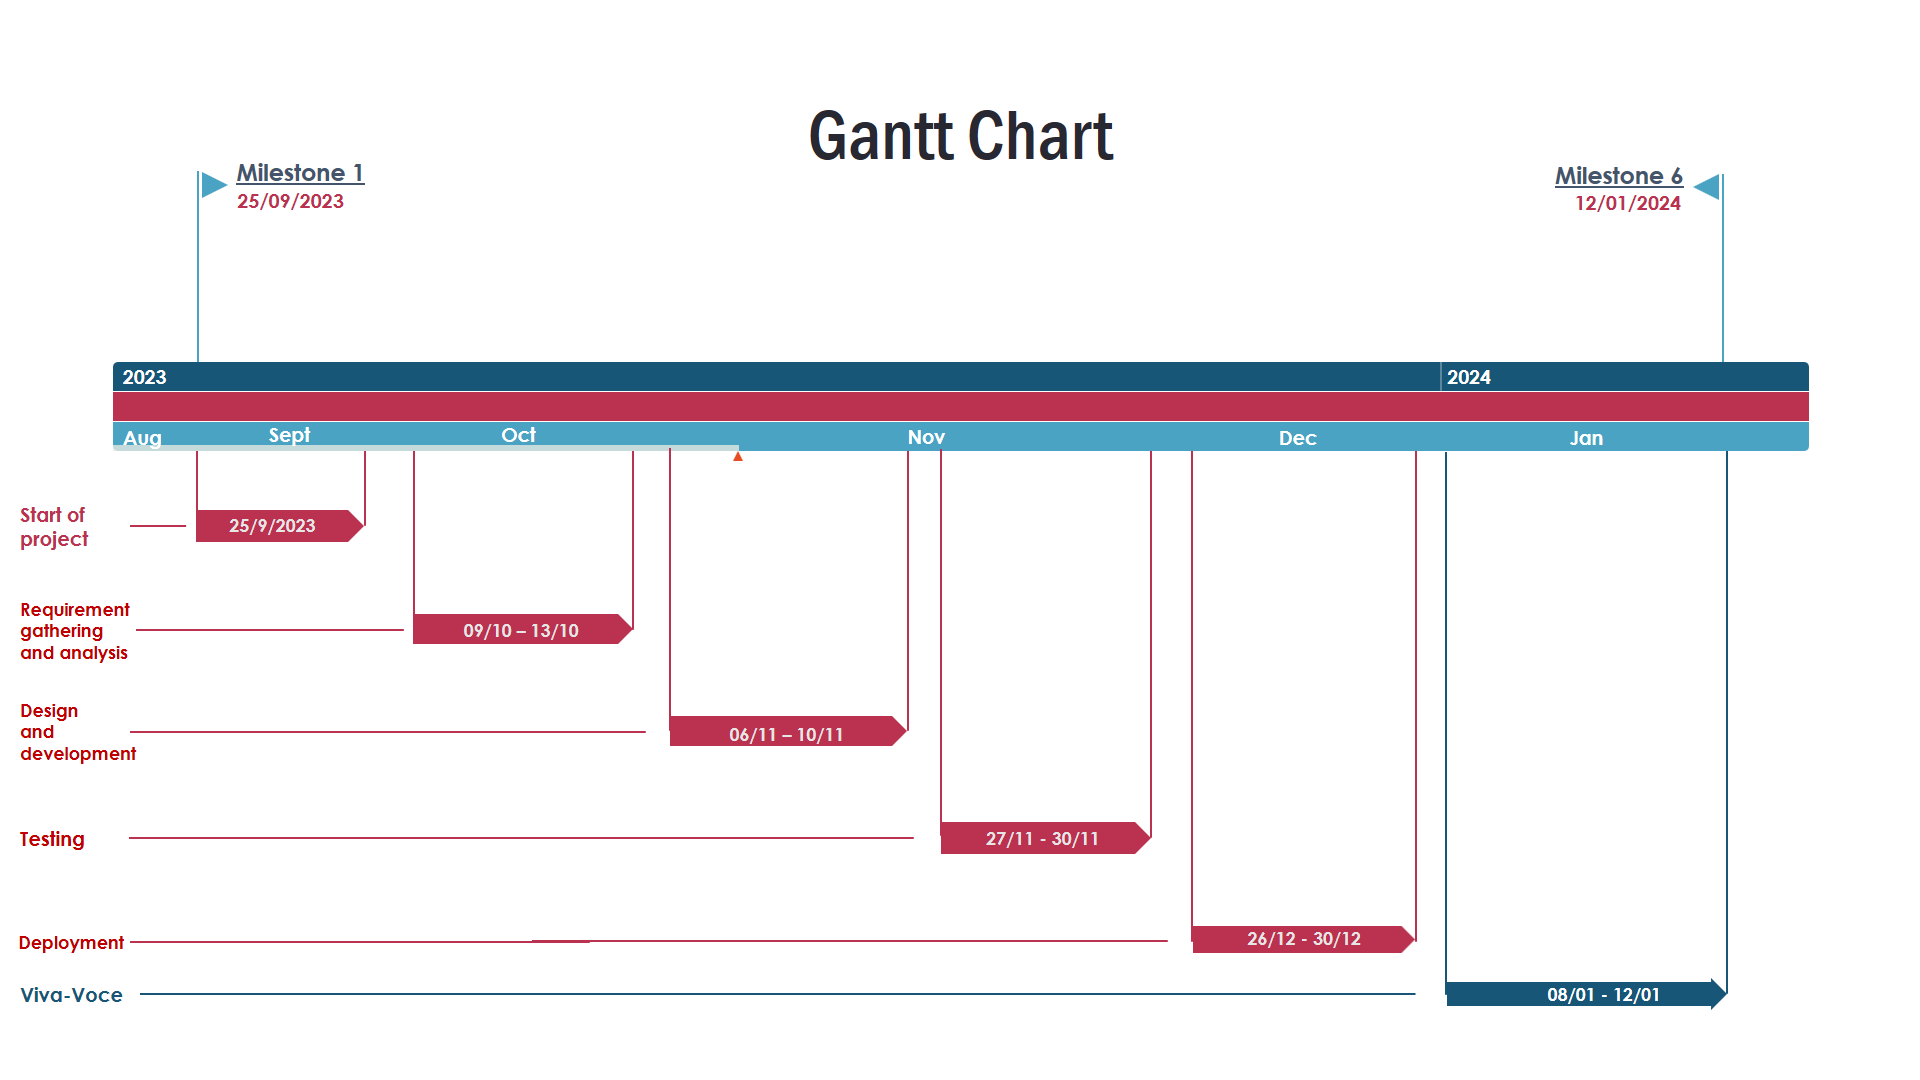 Gantt Chart
Milestone 1
25/09/2023
Milestone 6
12/01/2024
2023
2024
Aug
Sept
Oct
Nov
Dec
Jan
Start of
project
25/9/2023
Requirement
gathering
and analysis
09/10 – 13/10
Design
and
development
06/11 – 10/11
Testing
27/11 - 30/11
Deployment
26/12 - 30/12
Viva-Voce
08/01 - 12/01